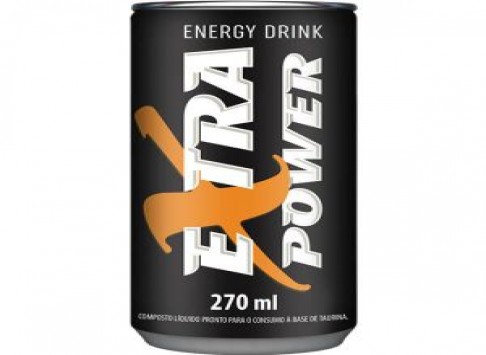 ENERGY DRINK
EXTRA
POWER
270 ml
COMPOSTO LÍQUIDO PRONTO PARA O CONSUMO À BASE DE TAURINA,